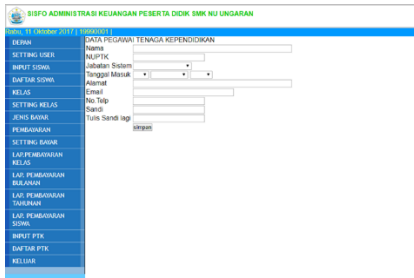 SISFO ADMINISTRASI KEUANGAN PESERTA DIDIK SMK NU UNGARAN
Rabu, 11 Oktober 2017 | 19990001 |
DEPAN
SETTING USER
INPUT SISWA
DAFTAR SISWA
KELAS
SETTING KELAS
JENIS BAYAR
PEMBAYARAN
SETTING BAYAR
LAP.PEMBAYARAN
KELAS
LAP. PEMBAYARAN
BULANAN
LAP. PEMBAYARAN
TAHUNAN
LAP. PEMBAYARAN
SISWA
INPUT PTK
DAFTAR PTK
KELUAR
DATA PEGAWAI TENAGA KEPENDIDIKAN
Nama
NUPTK
Jabatan Sistem
Tanggal Masuk
Alamat
Email
No.Telp
Sandi
Tulis Sandi lagi
simpan